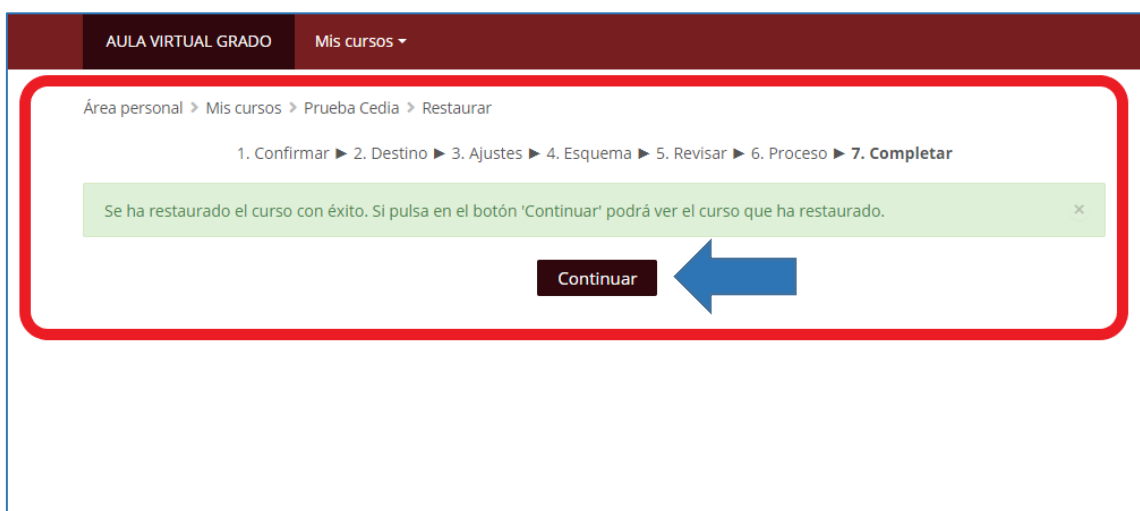 AULA VIRTUAL GRADO Mis cursos
Área personal > Mis cursos > Prueba Cedia > Restaurar
1. Confirmar ► 2. Destino ► 3. Ajustes ► 4. Esquema ► 5. Revisar ► 6. Proceso ► 7. Completar
Se ha restaurado el curso con éxito. Si pulsa en el botón 'Continuar' podrá ver el curso que ha restaurado. ×
Continuar